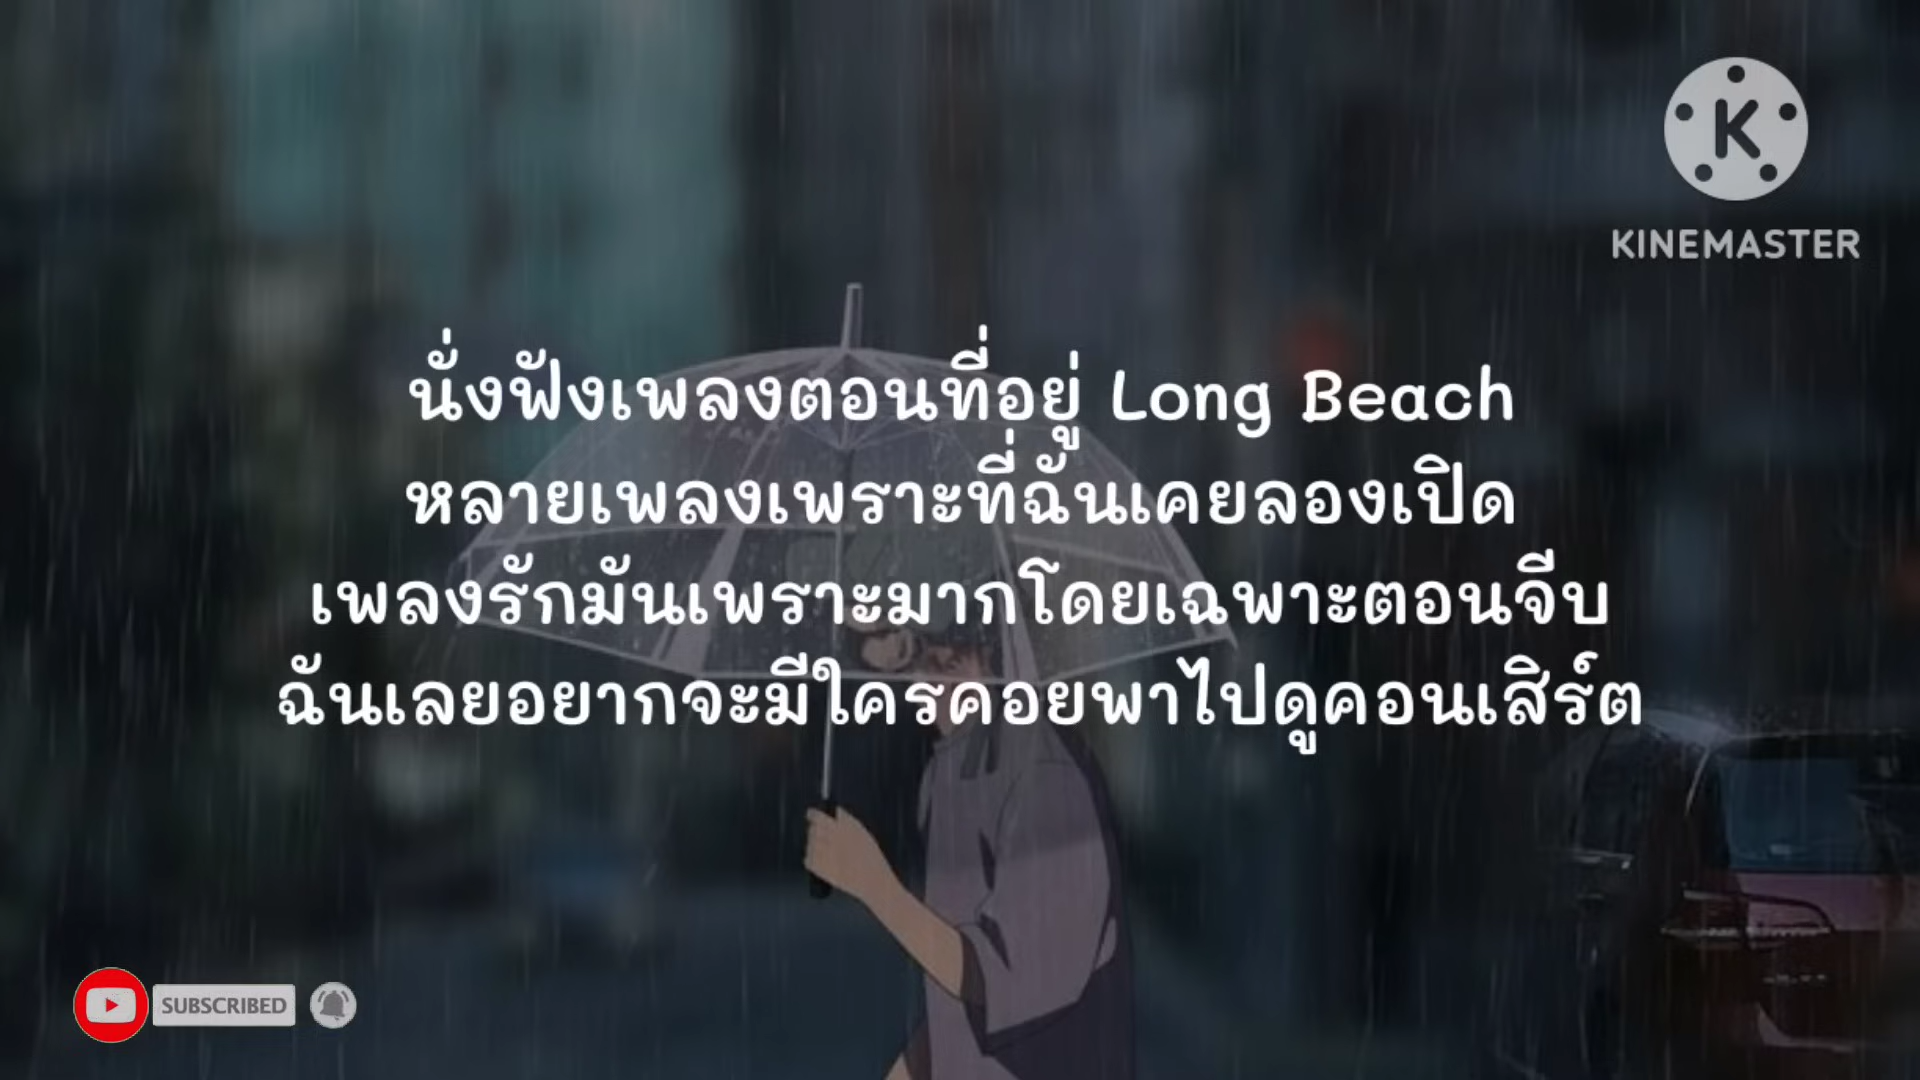 K
KINEMASTER
นั่งฟังเพลงตอนที่อยู่ Long Beach
หลายเพลงเพราะที่ฉันเคยลองเปิด
เพลงรักมันเพราะมากโดยเฉพาะตอนจีบ
ฉันเลยอยากจะมีใครคอยพาไปดูคอนเสิร์ต
SUBSCRIBED